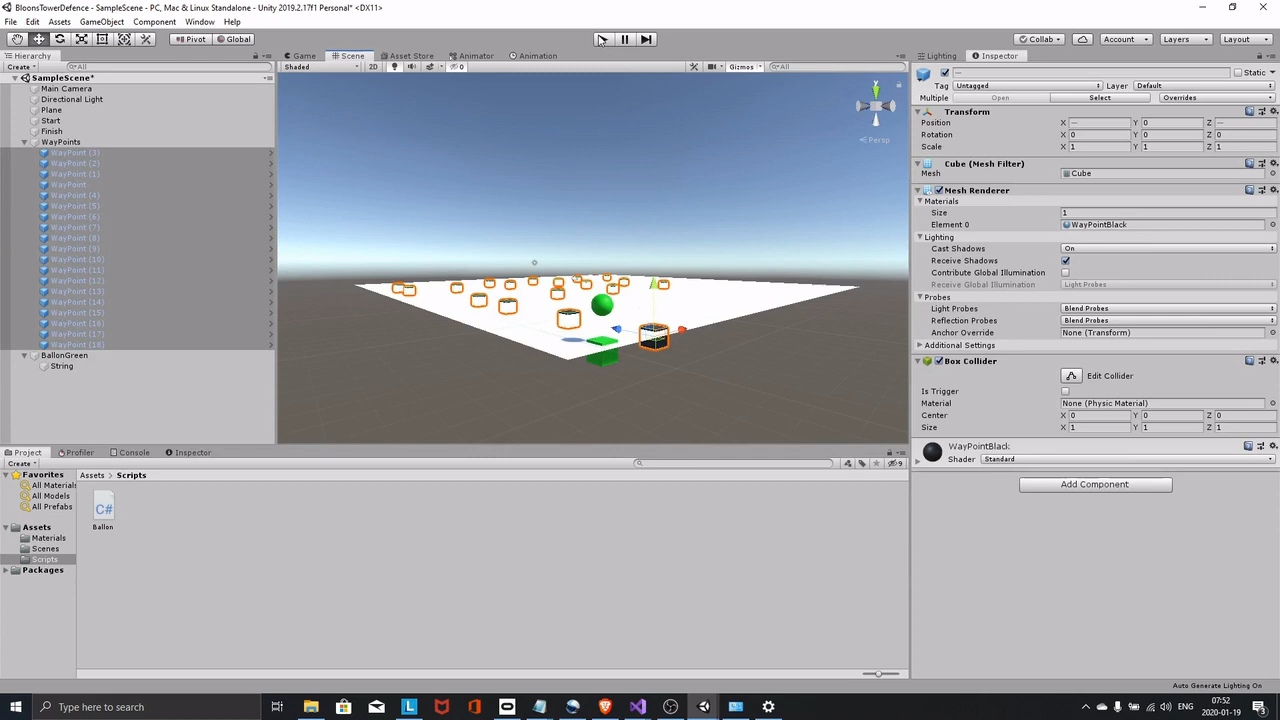 BloonsTowerDefence - SampleScene - PC, Mac & Linux Standalone - Unity 2019.2.17f1 Personal* <DX11>
File Edit Assets GameObject Component Window Help
Pivot Global Collab Account Layers Layout
Hierarchy
Create All
SampleScene*
Main Camera
Directional Light
Plane
Start
Finish
WayPoints
WayPoint (3)
WayPoint (2)
WayPoint (1)
WayPoint
WayPoint (4)
WayPoint (5)
WayPoint (6)
WayPoint (7)
WayPoint (8)
WayPoint (9)
WayPoint (10)
WayPoint (11)
WayPoint (12)
WayPoint (13)
WayPoint (14)
WayPoint (15)
WayPoint (16)
WayPoint (17)
WayPoint (18)
BallonGreen
String
Game Scene Asset Store Animator Animation
Shaded 2D 0 Gizmos All
y
Persp
Lighting Inspector
— Static
Tag Untagged Layer Default
Multiple Open Select Overrides
Transform
Position X — Y 0 Z —
Rotation X 0 Y 0 Z 0
Scale X 1 Y 1 Z 1
Cube (Mesh Filter)
Mesh Cube
Mesh Renderer
Materials
Size 1
Element 0 WayPointBlack
Lighting
Cast Shadows On
Receive Shadows
Contribute Global Illumination
Receive Global Illumination Light Probes
Probes
Light Probes Blend Probes
Reflection Probes Blend Probes
Anchor Override None (Transform)
Additional Settings
Box Collider
Edit Collider
Is Trigger
Material None (Physic Material)
Center X 0 Y 0 Z 0
Size X 1 Y 1 Z 1
WayPointBlack
Shader Standard
Add Component
Project Profiler Console Inspector
Create 9
Favorites
All Materials
All Models
All Prefabs
Assets
Materials
Scenes
Scripts
Packages
Assets Scripts
C#
Ballon
Auto Generate Lighting On
Type here to search
ENG
07:52
2020-01-19